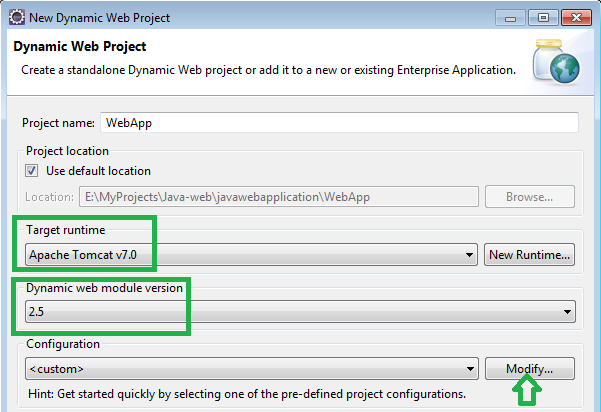 New Dynamic Web Project
Dynamic Web Project
Create a standalone Dynamic Web project or add it to a new or existing Enterprise Application.
Project name: WebApp
Project location
Use default location
Location: E:\MyProjects\Java-web\javawebapplication\WebApp Browse...
Target runtime
Apache Tomcat v7.0 New Runtime...
Dynamic web module version
2.5
Configuration
<custom> Modify...
Hint: Get started quickly by selecting one of the pre-defined project configurations.